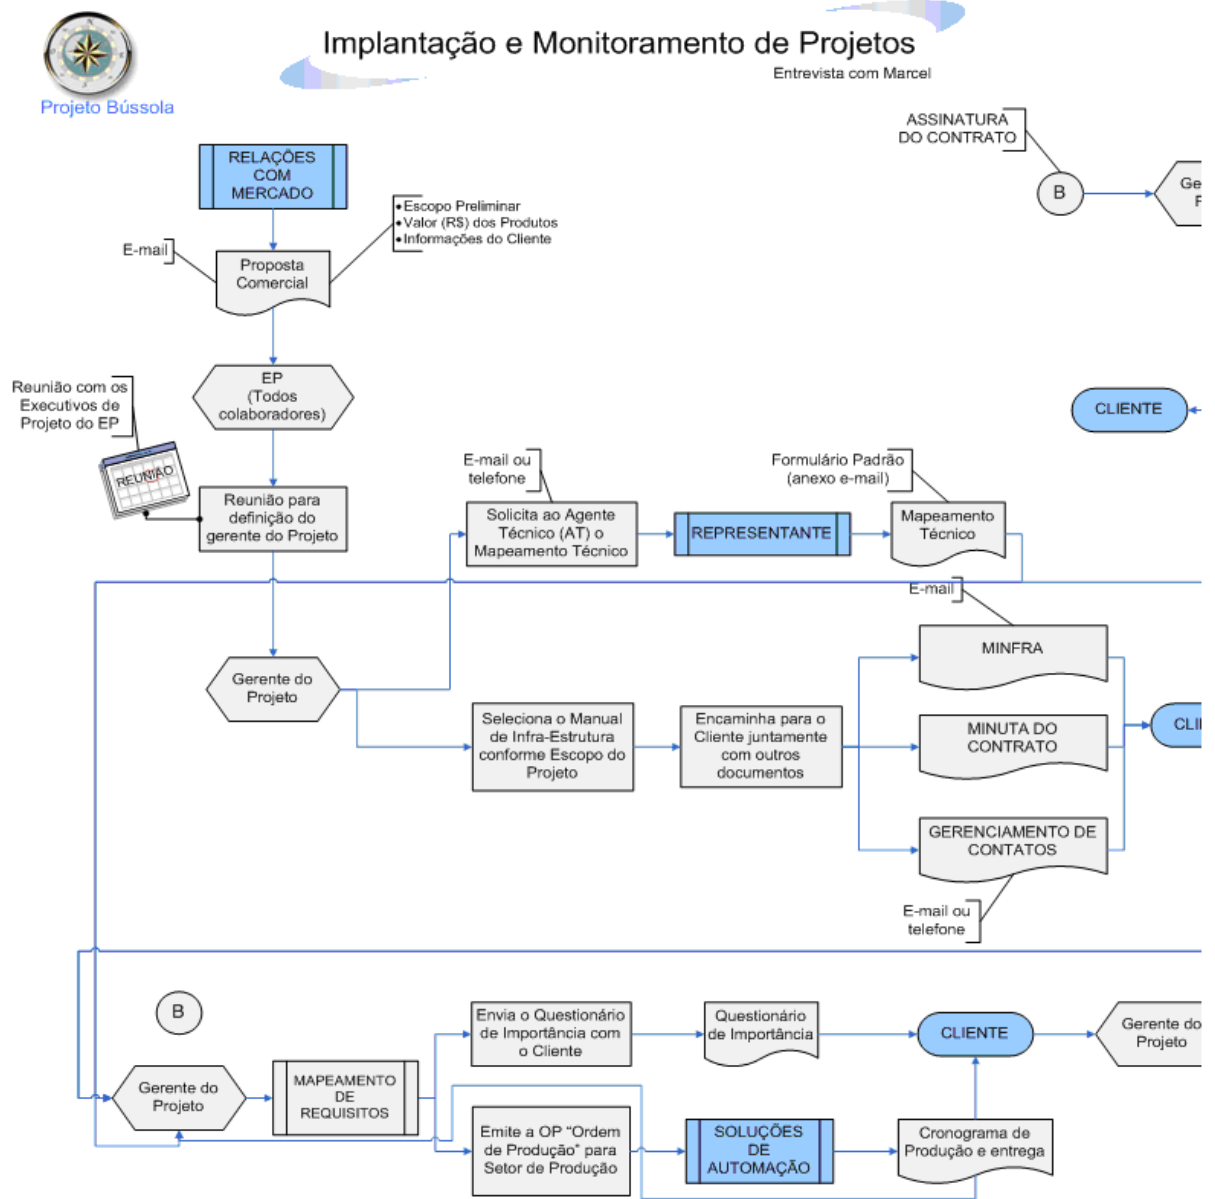 Implantação e Monitoramento de Projetos
Entrevista com Marcel
Projeto Bússola
ASSINATURA
DO CONTRATO
B
RELAÇÕES
COM
MERCADO
•Escopo Preliminar
•Valor (R$) dos Produtos
•Informações do Cliente
E-mail
Proposta
Comercial
EP
(Todos
colaboradores)
Reunião com os
Executivos de
Projeto do EP
REUNIÃO
Reunião para
definição do
gerente do Projeto
CLIENTE
E-mail ou
telefone
Solicita ao Agente
Técnico (AT) o
Mapeamento Técnico
REPRESENTANTE
Formulário Padrão
(anexo e-mail)
Mapeamento
Técnico
E-mail
MINFRA
Gerente do
Projeto
Seleciona o Manual
de Infra-Estrutura
conforme Escopo do
Projeto
Encaminha para o
Cliente juntamente
com outros
documentos
MINUTA DO
CONTRATO
GERENCIAMENTO DE
CONTATOS
E-mail ou
telefone
B
Envia o Questionário
de Importância com
o Cliente
Questionário
de Importância
CLIENTE
Gerente do
Projeto
Gerente do
Projeto
MAPEAMENTO
DE
REQUISITOS
Emite a OP “Ordem
de Produção” para
Setor de Produção
SOLUÇÕES
DE
AUTOMAÇÃO
Cronograma de
Produção e entrega